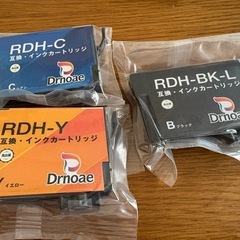 RDH-C
互換・インクカートリッジ
Drnoae
C
RDH-BK-L
互換・インクカートリッジ
Drnoae
B ブラック
RDH-Y
互換・インクカートリッジ
Drnoae
Y イエロー